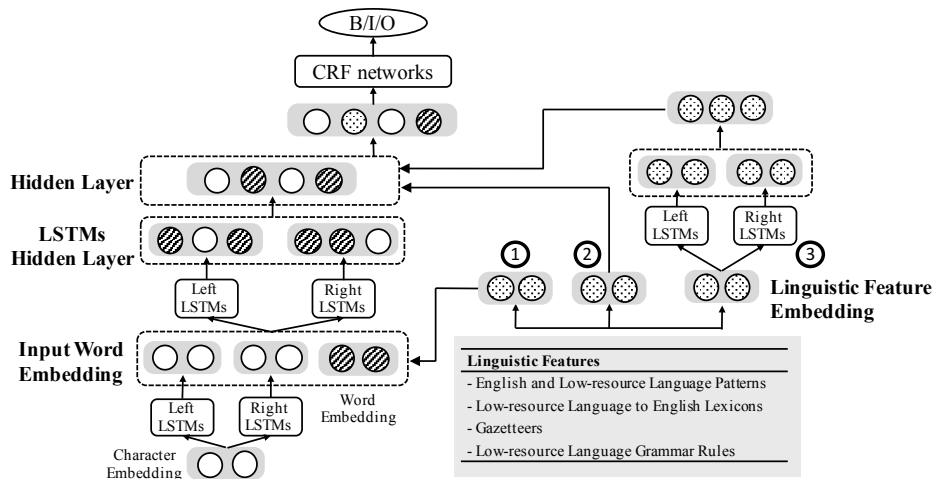 B/I/O
CRF networks
Hidden Layer
LSTMs
Hidden Layer
Left
LSTMs
Right
LSTMs
Left
LSTMs
Right
LSTMs
1
2
3
Linguistic Feature
Embedding
Input Word
Embedding
Word
Embedding
Left
LSTMs
Right
LSTMs
Character
Embedding
Linguistic Features
- English and Low-resource Language Patterns
- Low-resource Language to English Lexicons
- Gazetteers
- Low-resource Language Grammar Rules